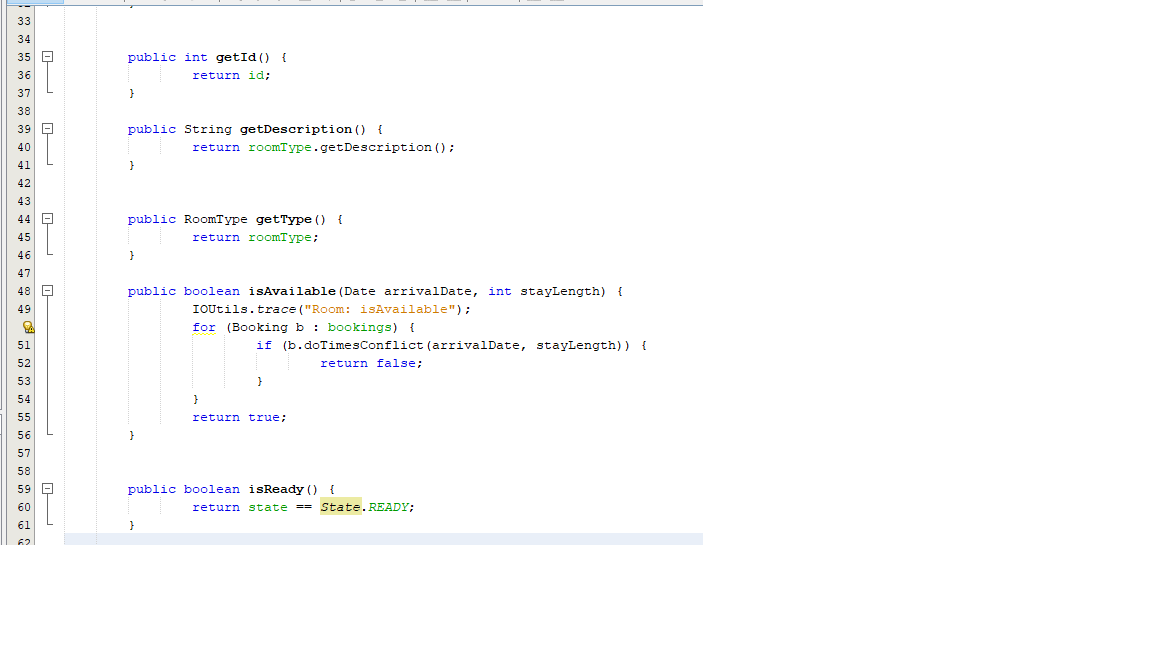 33
34
35 public int getId() {
36 return id;
37 }
38
39 public String getDescription() {
40 return roomType.getDescription();
41 }
42
43
44 public RoomType getType() {
45 return roomType;
46 }
47
48 public boolean isAvailable(Date arrivalDate, int stayLength) {
49 IOUtils.trace("Room: isAvailable");
for (Booking b : bookings) {
51 if (b.doTimesConflict(arrivalDate, stayLength)) {
52 return false;
53 }
54 }
55 return true;
56 }
57
58
59 public boolean isReady() {
60 return state == State.READY;
61 }
62